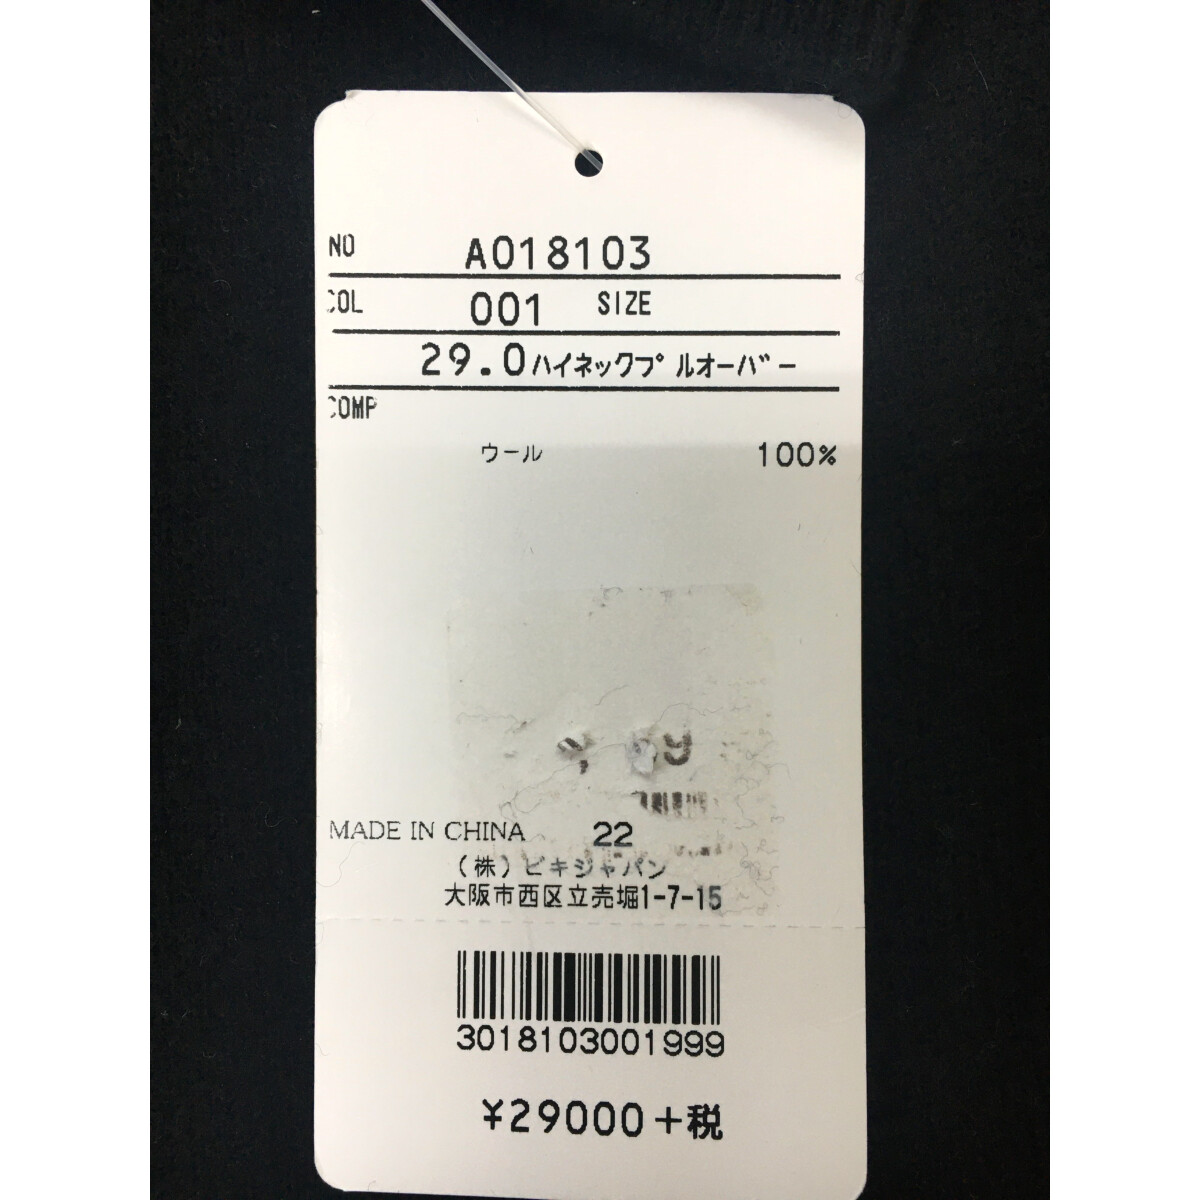 NO A018103
COL 001 SIZE
29.0ハイネックプルオーバー
COMP
ウール 100%
MADE IN CHINA 22
(株)ビキジャパン
大阪市西区立売堀1-7-15
3018103001999
¥29000+税